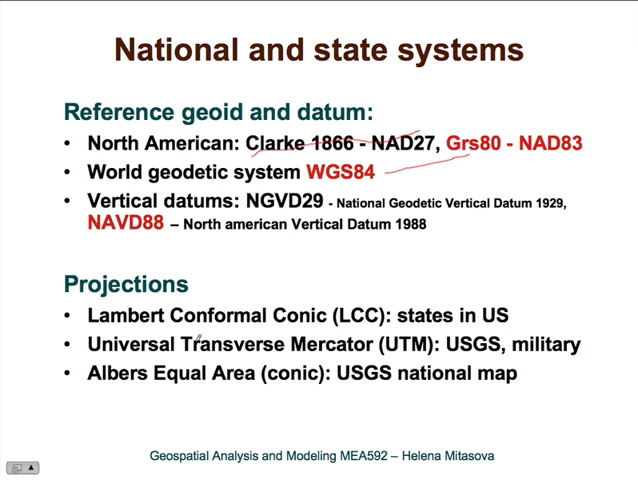 National and state systems
Reference geoid and datum:
• North American: Clarke 1866 - NAD27, Grs80 - NAD83
• World geodetic system WGS84
• Vertical datums: NGVD29 - National Geodetic Vertical Datum 1929,
NAVD88 – North american Vertical Datum 1988
Projections
• Lambert Conformal Conic (LCC): states in US
• Universal Transverse Mercator (UTM): USGS, military
• Albers Equal Area (conic): USGS national map
Geospatial Analysis and Modeling MEA592 – Helena Mitasova